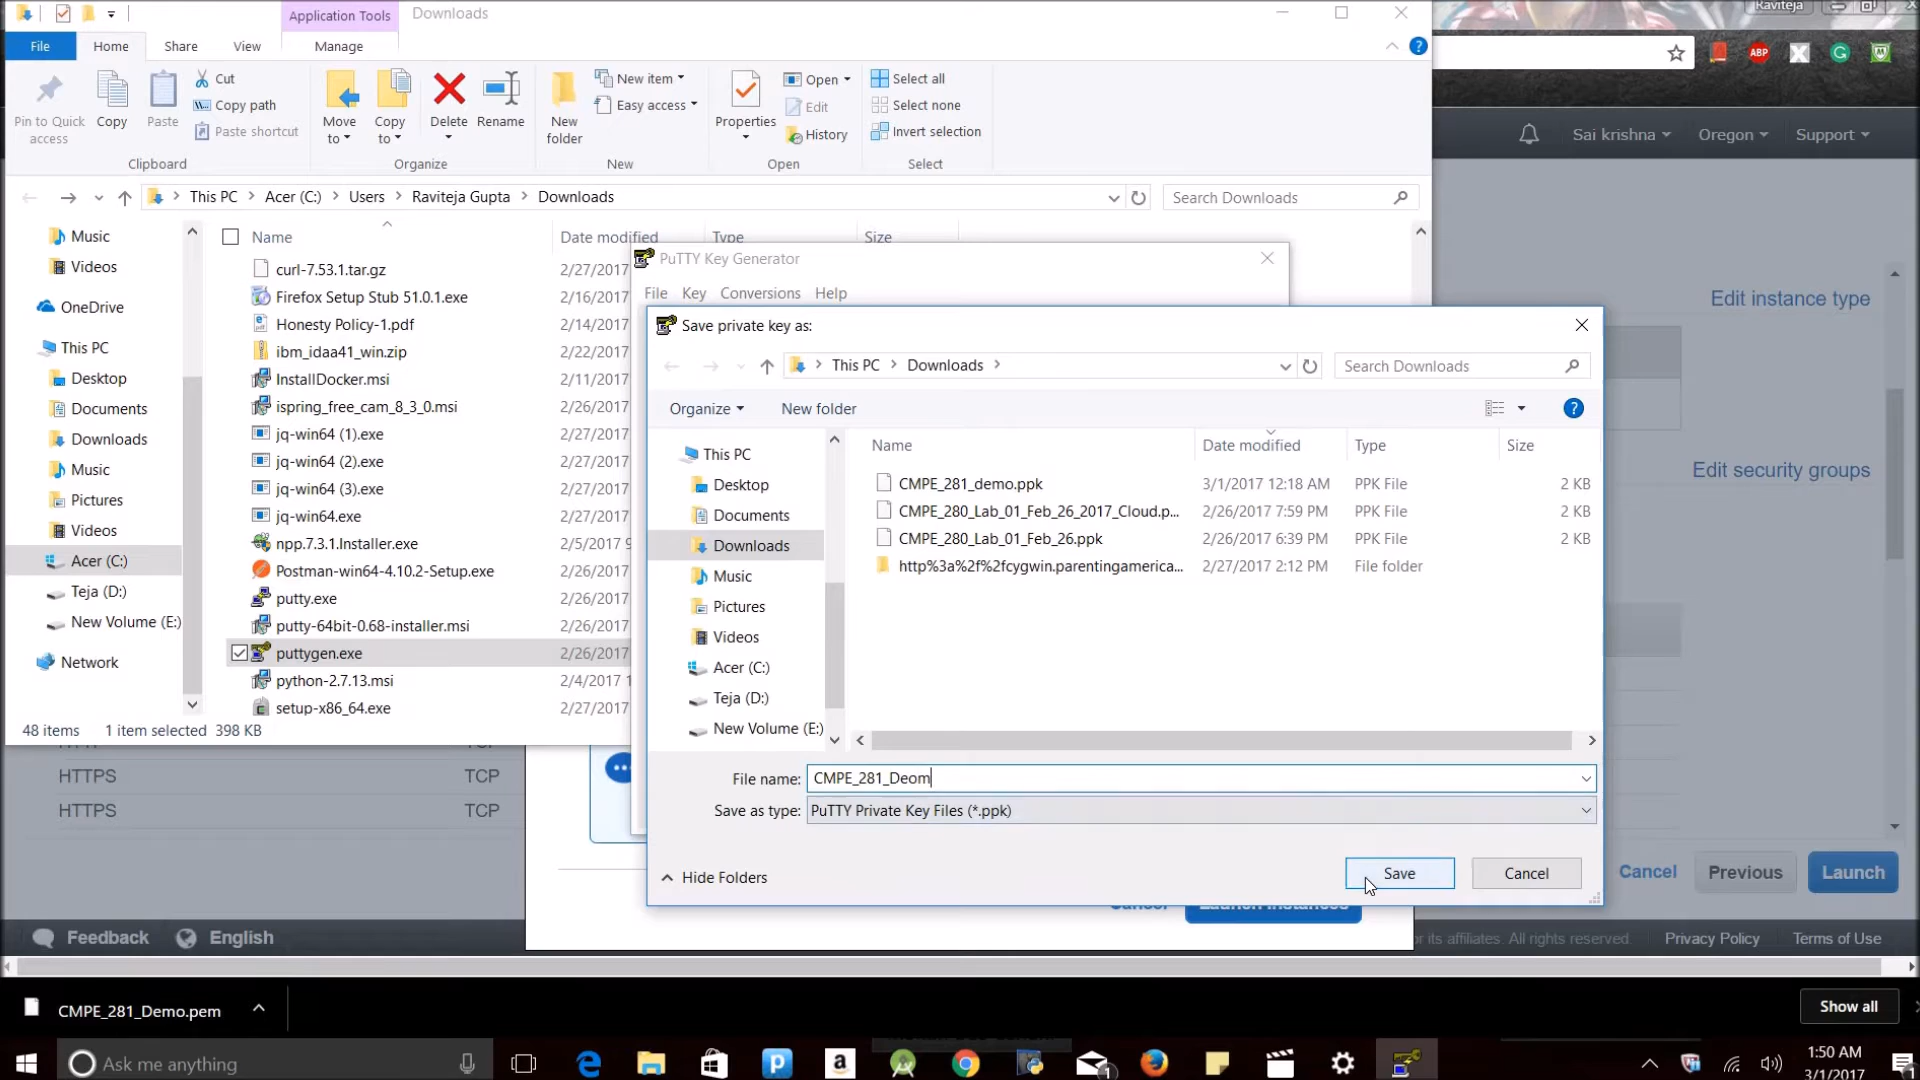 Application Tools
Downloads
Raviteja
File
Home
Share
View
Manage
Pin to Quick access
Copy
Paste
Cut
Copy path
Paste shortcut
Clipboard
Move to
Copy to
Delete
Rename
Organize
New folder
New item
Easy access
New
Properties
Open
Edit
History
Open
Select all
Select none
Invert selection
Select
ABP
Sai krishna
Oregon
Support
This PC
Acer (C:)
Users
Raviteja Gupta
Downloads
Search Downloads
Music
Videos
OneDrive
This PC
Desktop
Documents
Downloads
Music
Pictures
Videos
Acer (C:)
Teja (D:)
New Volume (E:)
Network
Name
Date modified
Type
Size
curl-7.53.1.tar.gz 2/27/2017
Firefox Setup Stub 51.0.1.exe 2/16/2017
Honesty Policy-1.pdf 2/14/2017
ibm_idaa41_win.zip 2/22/2017
InstallDocker.msi 2/11/2017
ispring_free_cam_8_3_0.msi 2/26/2017
jq-win64 (1).exe 2/27/2017
jq-win64 (2).exe 2/27/2017
jq-win64 (3).exe 2/27/2017
jq-win64.exe 2/27/2017
npp.7.3.1.Installer.exe 2/5/2017 9
Postman-win64-4.10.2-Setup.exe 2/26/2017
putty.exe 2/26/2017
putty-64bit-0.68-installer.msi 2/26/2017
puttygen.exe 2/26/2017
python-2.7.13.msi 2/4/2017 1
setup-x86_64.exe 2/27/2017
48 items
1 item selected 398 KB
PuTTY Key Generator
File
Key
Conversions
Help
Save private key as:
This PC
Downloads
Search Downloads
Organize
New folder
This PC
Desktop
Documents
Downloads
Music
Pictures
Videos
Acer (C:)
Teja (D:)
New Volume (E:)
Name Date modified Type Size
CMPE_281_demo.ppk 3/1/2017 12:18 AM PPK File 2 KB
CMPE_280_Lab_01_Feb_26_2017_Cloud.p... 2/26/2017 7:59 PM PPK File 2 KB
CMPE_280_Lab_01_Feb_26.ppk 2/26/2017 6:39 PM PPK File 2 KB
http%3a%2f%2fcygwin.parentingamerica... 2/27/2017 2:12 PM File folder
File name: CMPE_281_Deom
Save as type: PuTTY Private Key Files (*.ppk)
Hide Folders
Save
Cancel
Edit instance type
Edit security groups
HTTPS TCP
HTTPS TCP
Cancel
Launch Instances
Cancel
Previous
Launch
Feedback
English
or its affiliates. All rights reserved.
Privacy Policy
Terms of Use
CMPE_281_Demo.pem
Show all
Ask me anything
1:50 AM
3/1/2017